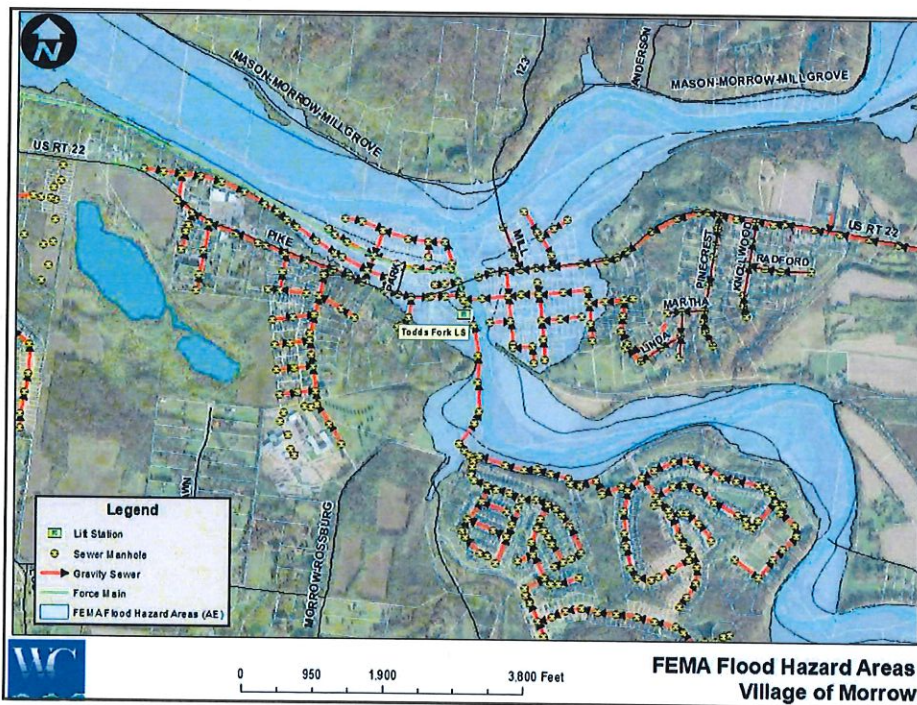 N
MASON-MORROW-MILLGROVE
123
ANDERSON
MASON-MORROW-MILLGROVE
US RT 22
PIKE
PARK
MILL
US RT 22
PINECREST
KNOLLWOOD
RADFORD
MARTHA
LINDA
Todds Fork LS
MORROW-ROSSBURG
Legend
Lift Station
Sewer Manhole
Gravity Sewer
Force Main
FEMA Flood Hazard Areas (AE)
WC
0 950 1,900 3,800 Feet
FEMA Flood Hazard Areas
Village of Morrow